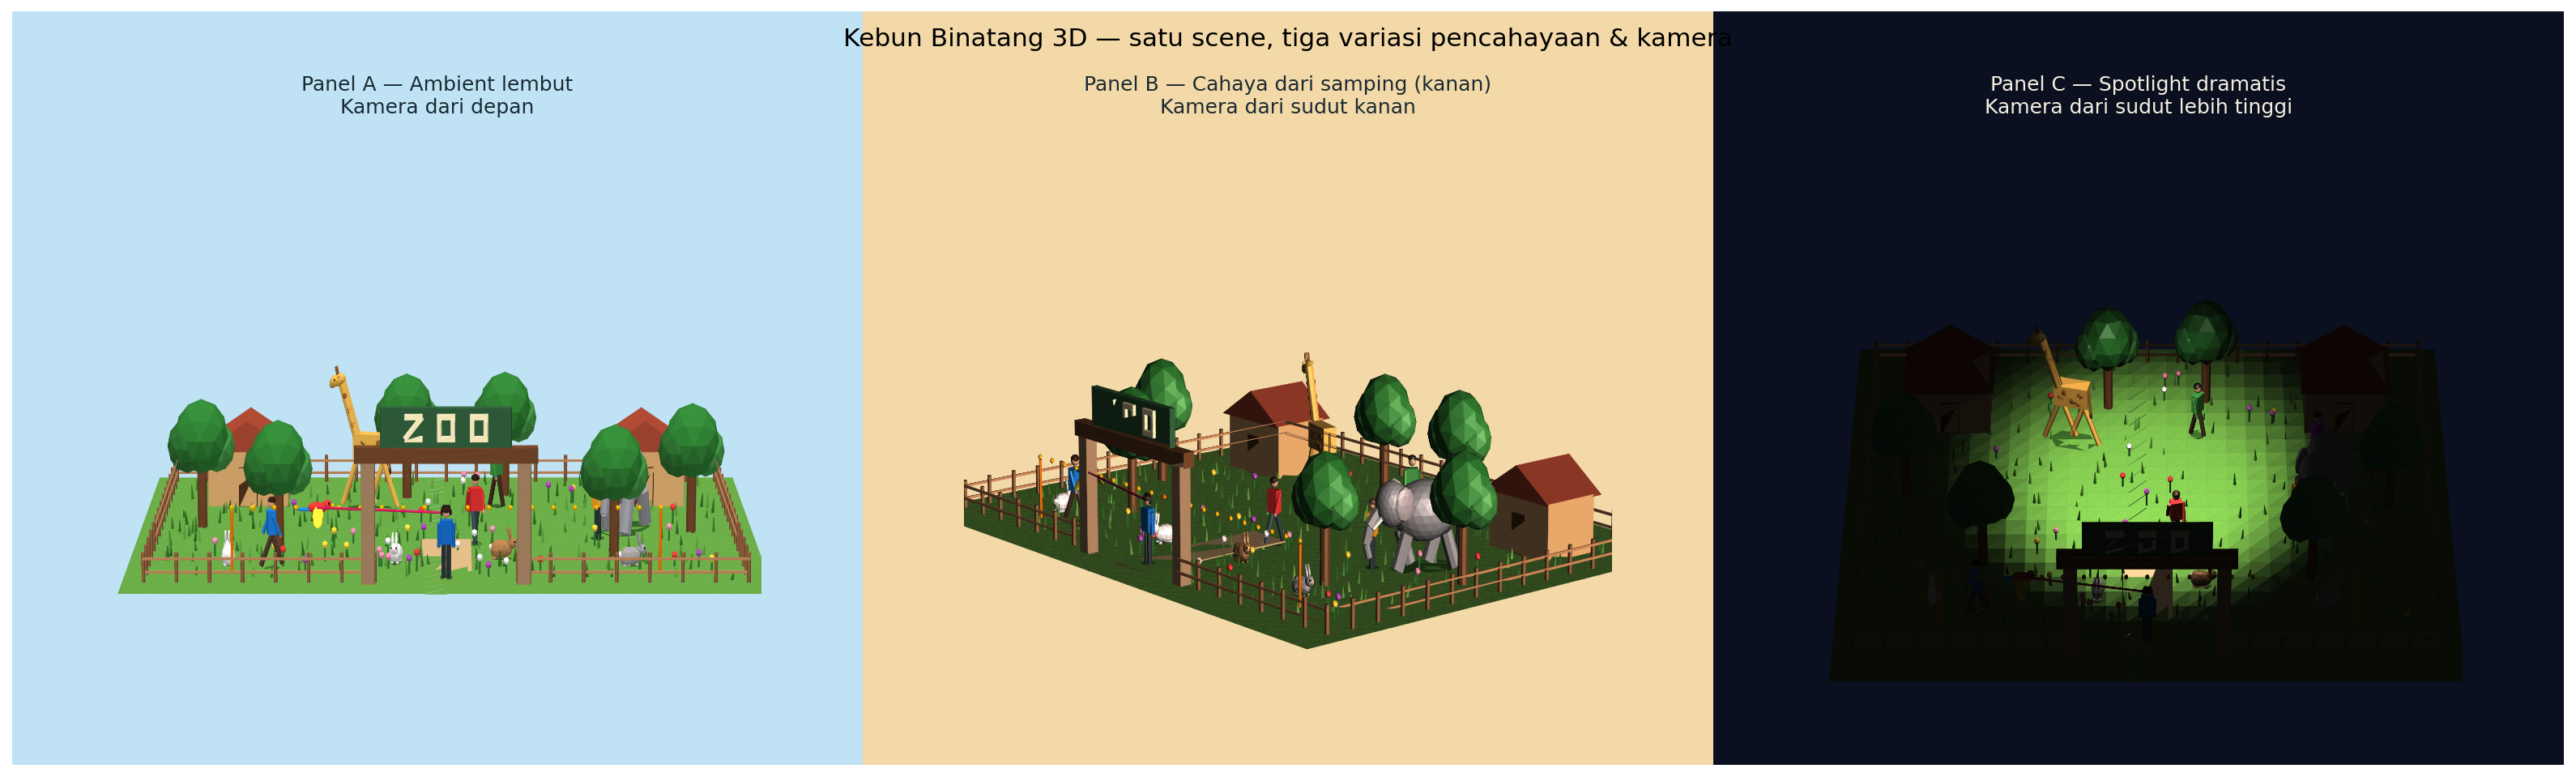 Kebun Binatang 3D — satu scene, tiga variasi pencahayaan & kamera
Panel A — Ambient lembut
Kamera dari depan
Panel B — Cahaya dari samping (kanan)
Kamera dari sudut kanan
Panel C — Spotlight dramatis
Kamera dari sudut lebih tinggi
ZOO
ZOO